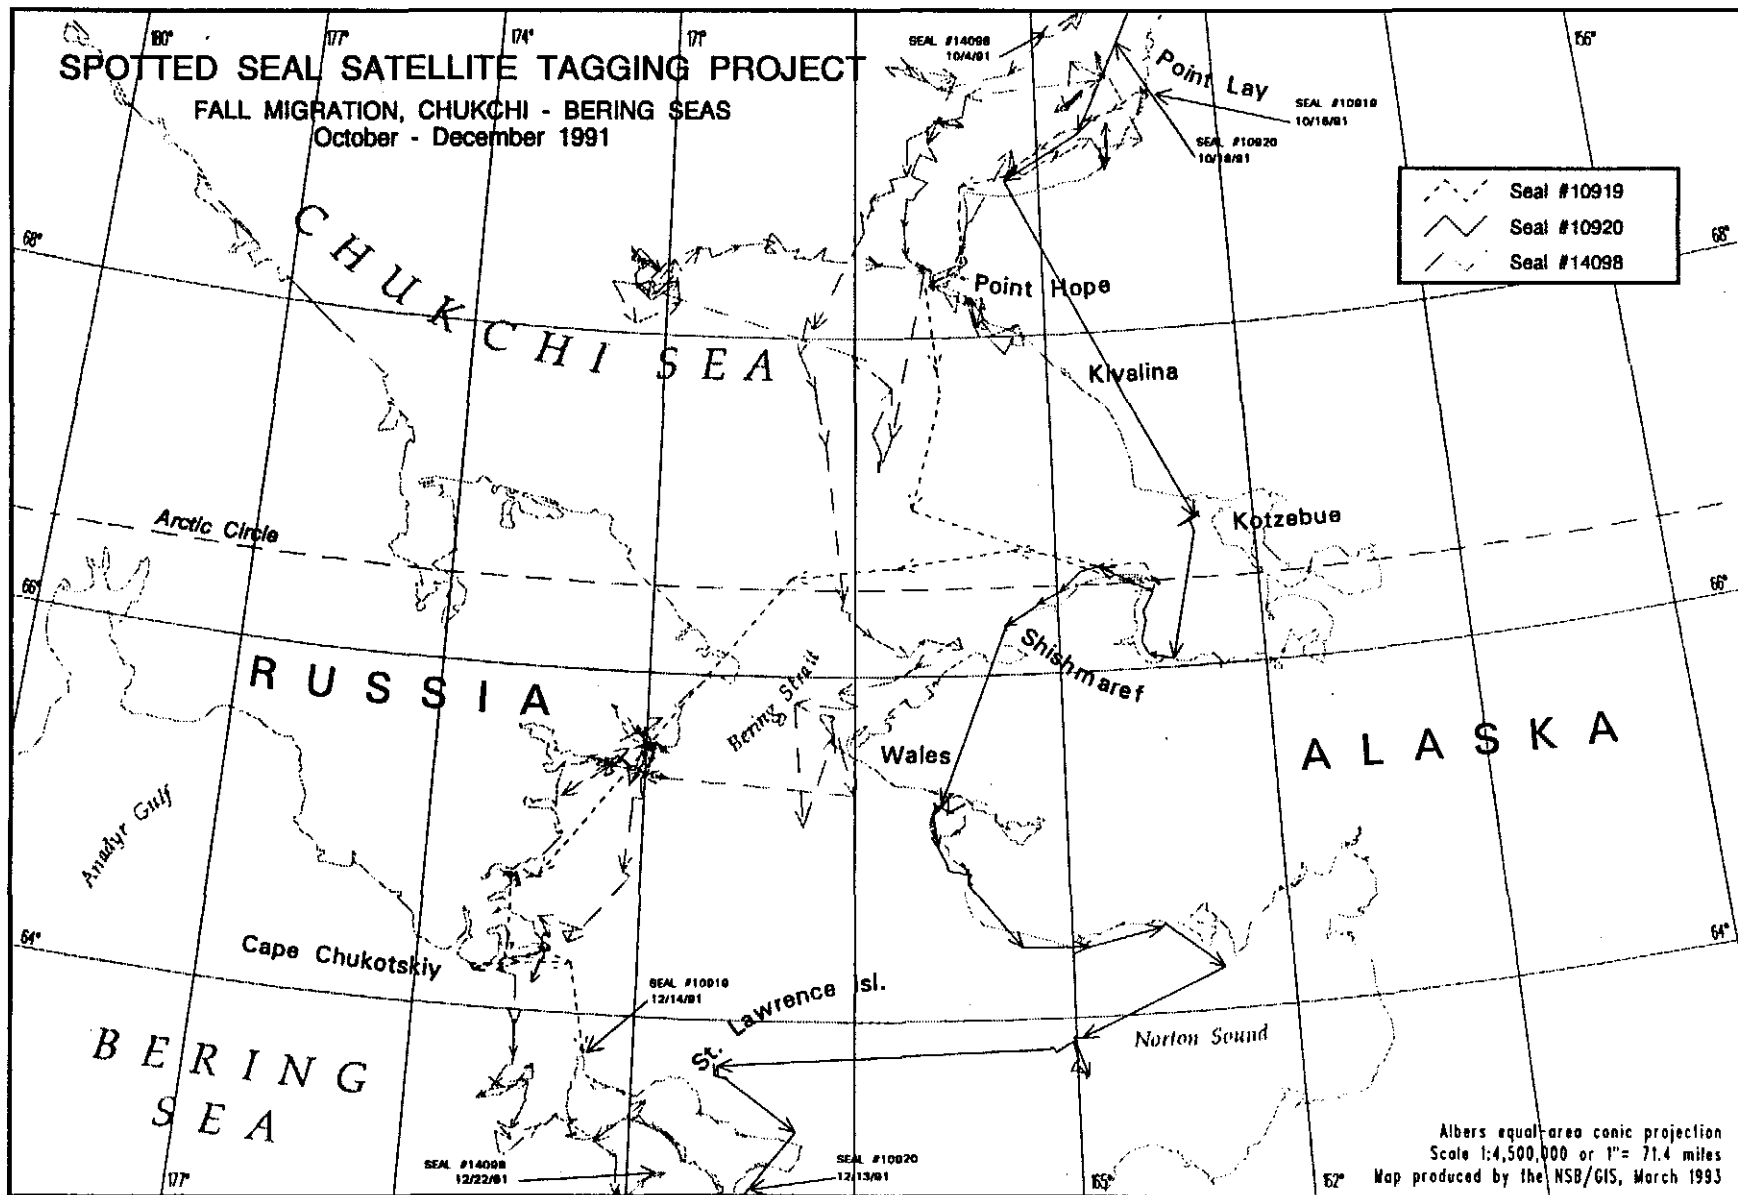 180°
177°
174°
171°
156°
SPOTTED SEAL SATELLITE TAGGING PROJECT
FALL MIGRATION, CHUKCHI - BERING SEAS
October - December 1991
SEAL #14098
10/4/91
Point Lay
SEAL #10919
10/16/91
SEAL #10920
10/18/91
Seal #10919
Seal #10920
Seal #14098
68°
68°
CHUKCHI SEA
Point Hope
Kivalina
Arctic Circle
Kotzebue
66°
66°
RUSSIA
Shishmaref
Bering Strait
Wales
ALASKA
Anadyr Gulf
64°
64°
Cape Chukotskiy
SEAL #10919
12/14/91
St. Lawrence Isl.
Norton Sound
BERING
SEA
SEAL #14098
12/22/91
SEAL #10920
12/13/91
177°
165°
162°
Albers equal-area conic projection
Scale 1:4,500,000 or 1"= 71.4 miles
Map produced by the NSB/GIS, March 1993